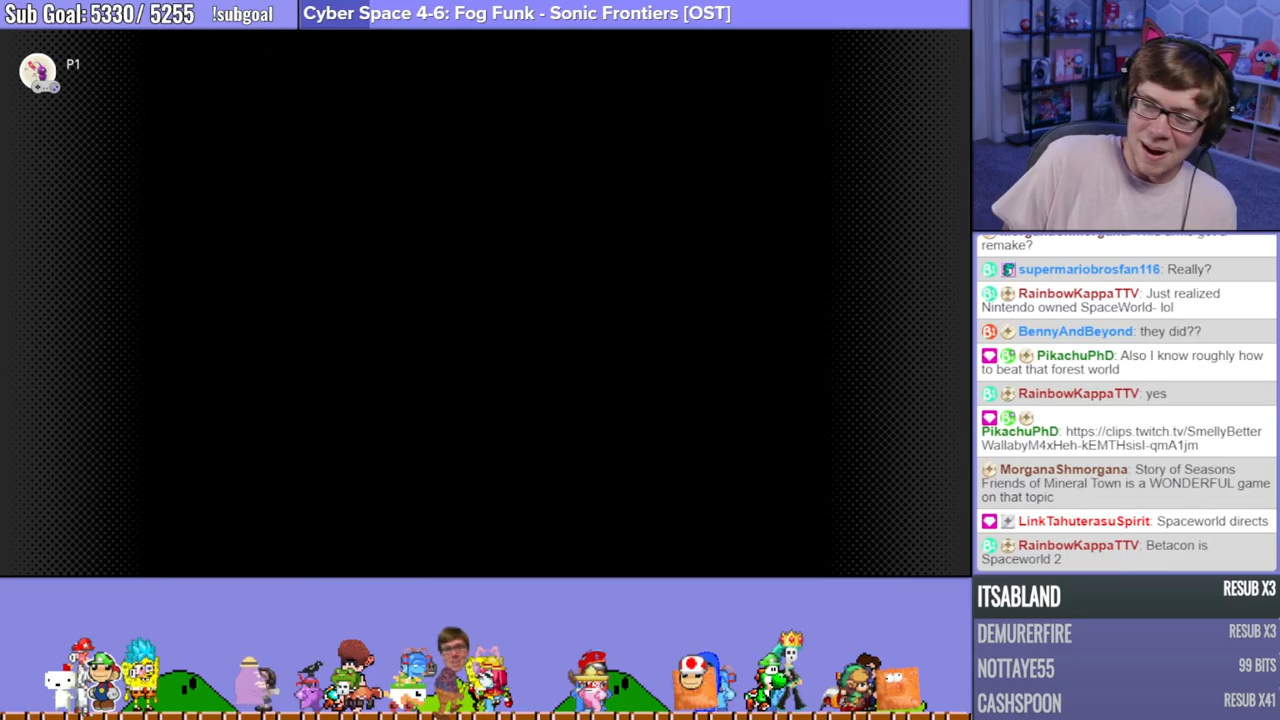 Sub Goal: 5330/ 5255 !subgoal
Cyber Space 4-6: Fog Funk - Sonic Frontiers [OST]
P1
remake?
supermariobrosfan116: Really?
RainbowKappaTTV: Just realized
Nintendo owned SpaceWorld- lol
BennyAndBeyond: they did??
PikachuPhD: Also I know roughly how
to beat that forest world
RainbowKappaTTV: yes
PikachuPhD: https://clips.twitch.tv/SmellyBetter
WallabyM4xHeh-kEMTHsisI-qmA1jm
MorganaShmorgana: Story of Seasons
Friends of Mineral Town is a WONDERFUL game
on that topic
LinkTahuterasuSpirit: Spaceworld directs
RainbowKappaTTV: Betacon is
Spaceworld 2
ITSABLAND RESUB X3
DEMURERFIRE RESUB X3
NOTTAYE55 99 BITS
CASHSPOON RESUB X41